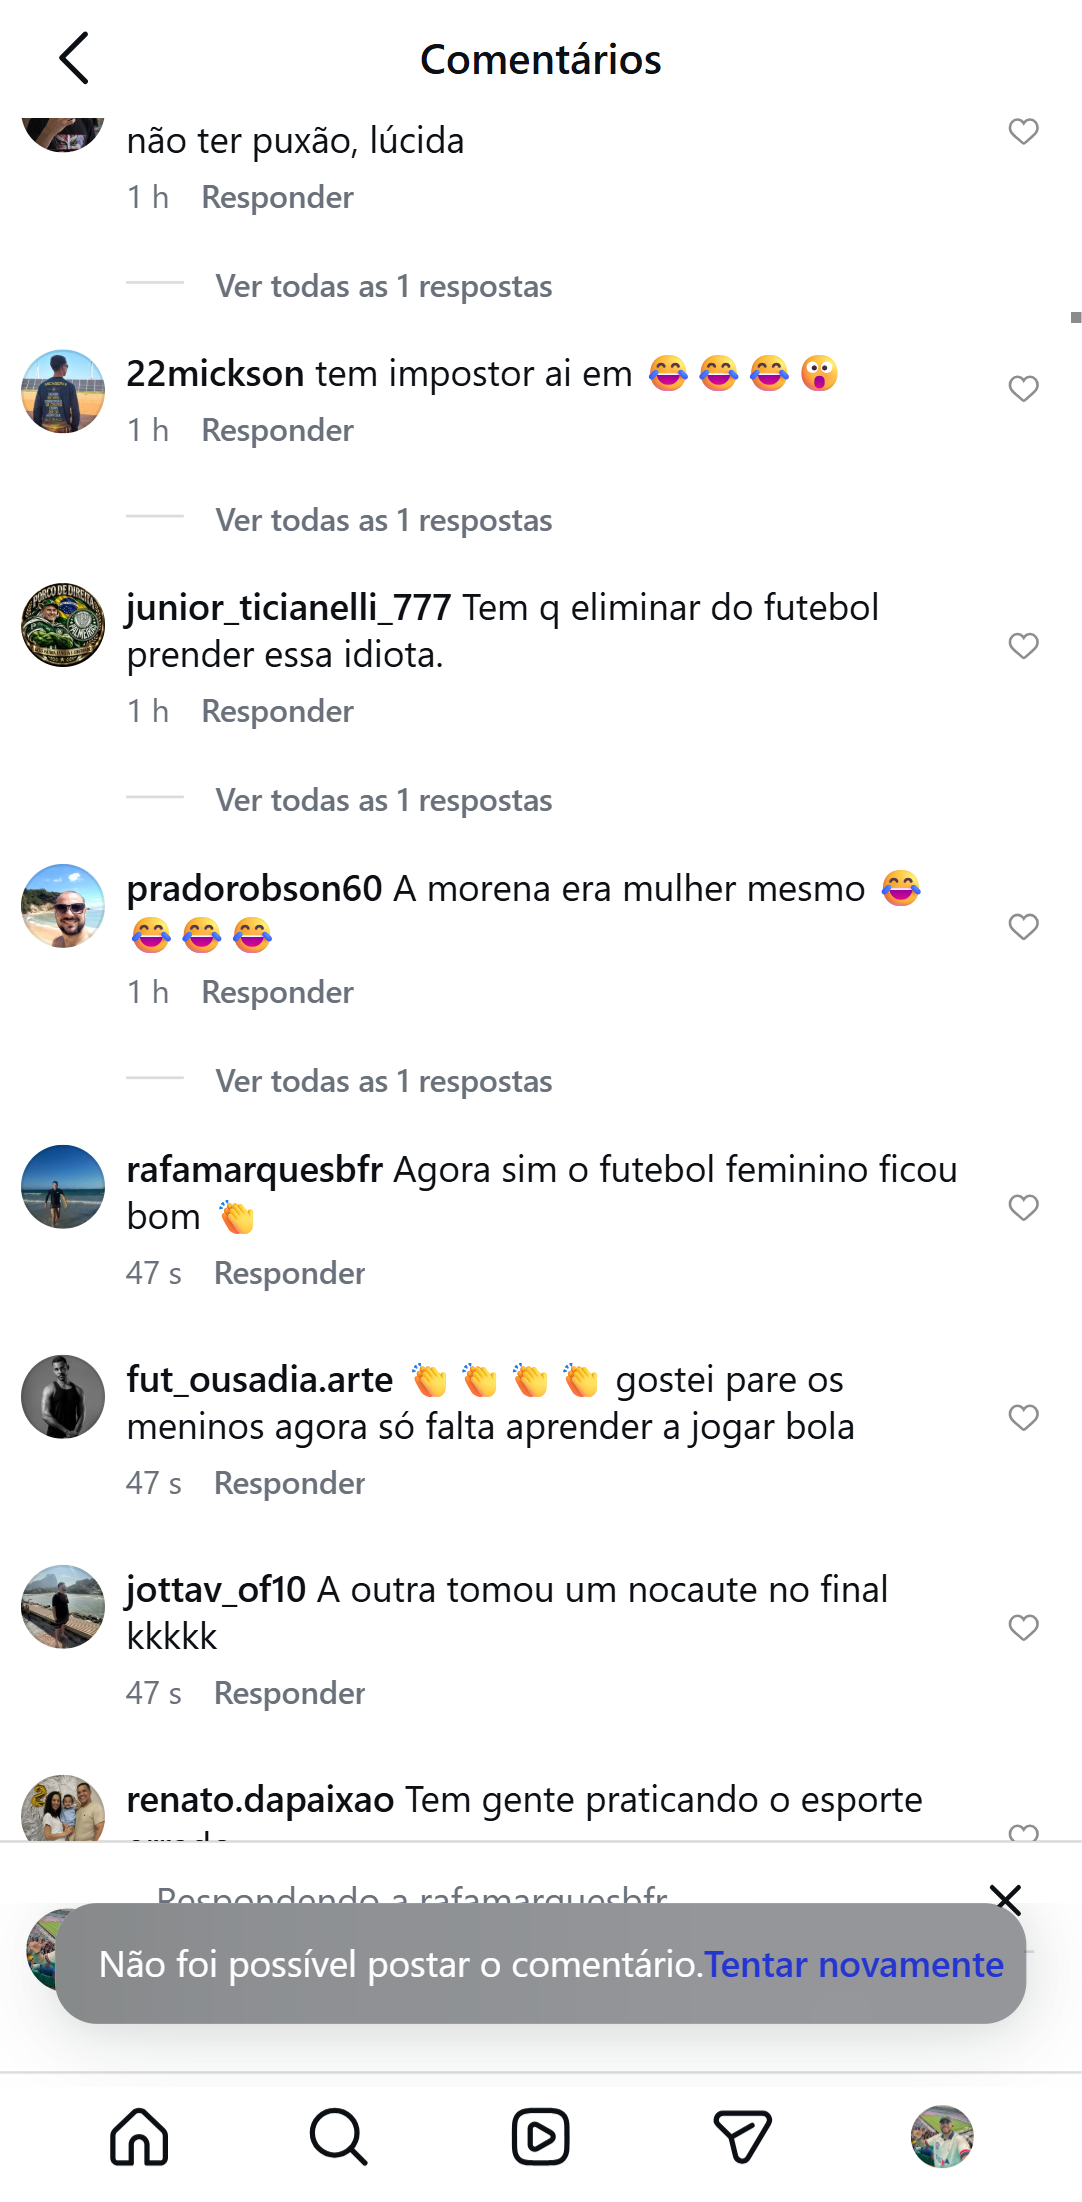 Comentários
não ter puxão, lúcida
1 h Responder
Ver todas as 1 respostas
22mickson tem impostor ai em 😂😂😂😲
1 h Responder
Ver todas as 1 respostas
junior_ticianelli_777 Tem q eliminar do futebol
prender essa idiota.
1 h Responder
Ver todas as 1 respostas
pradorobson60 A morena era mulher mesmo 😂
😂😂😂
1 h Responder
Ver todas as 1 respostas
rafamarquesbfr Agora sim o futebol feminino ficou
bom 👏
47 s Responder
fut_ousadia.arte 👏👏👏👏 gostei pare os
meninos agora só falta aprender a jogar bola
47 s Responder
jottav_of10 A outra tomou um nocaute no final
kkkkk
47 s Responder
renato.dapaixao Tem gente praticando o esporte
Respondendo a rafamarquesbfr
Não foi possível postar o comentário.Tentar novamente